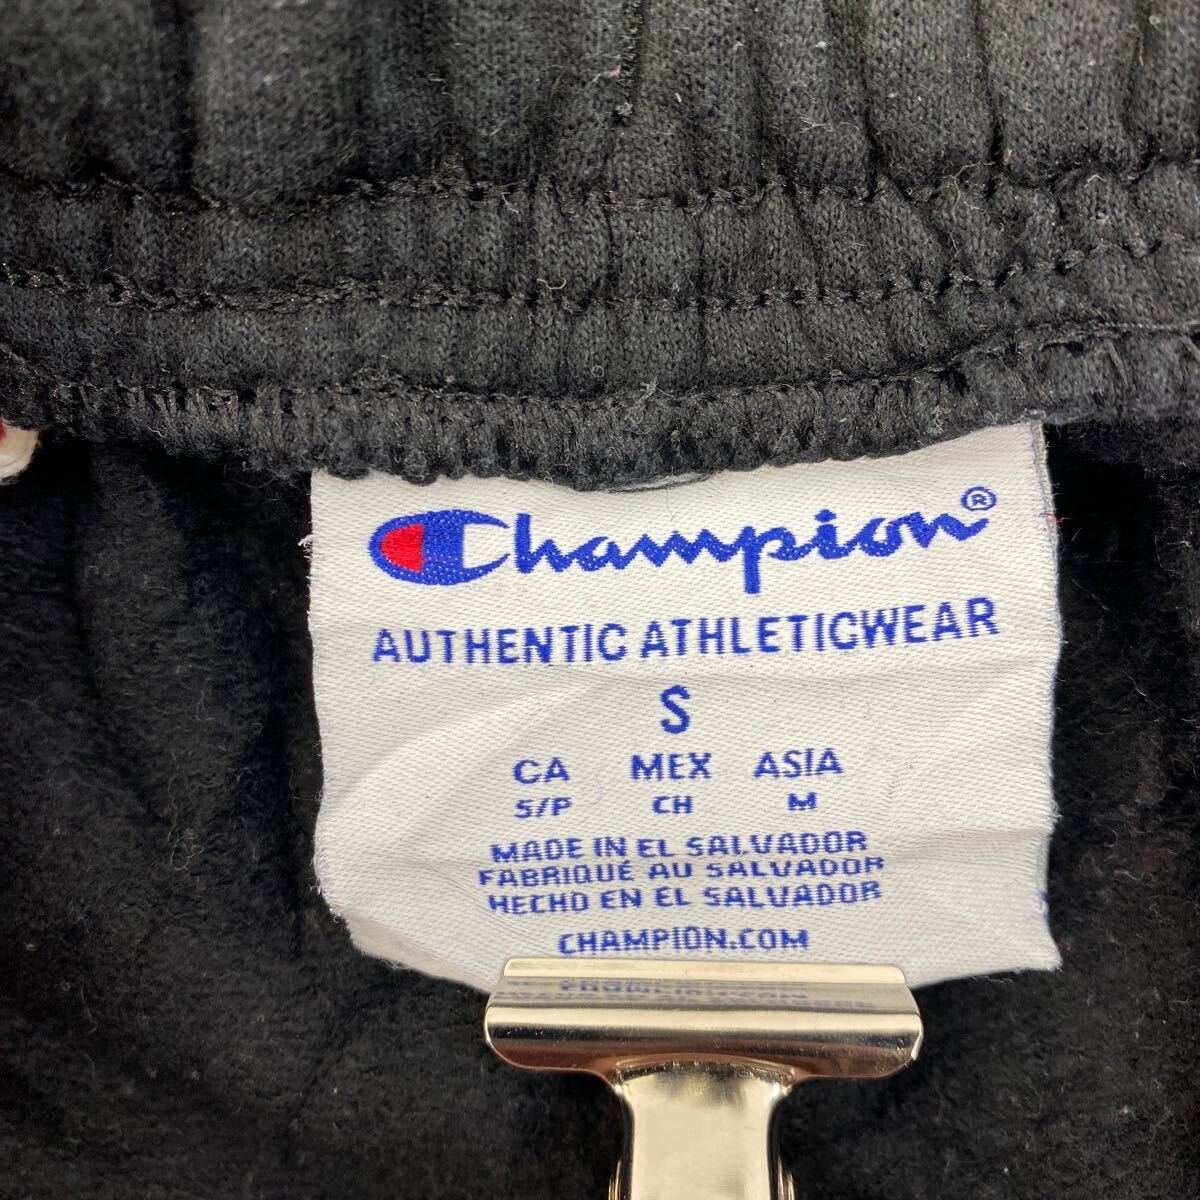 Champion®
AUTHENTIC ATHLETICWEAR
S
CA MEX ASIA
S/P CH M
MADE IN EL SALVADOR
FABRIQUÉ AU SALVADOR
HECHO EN EL SALVADOR
CHAMPION.COM